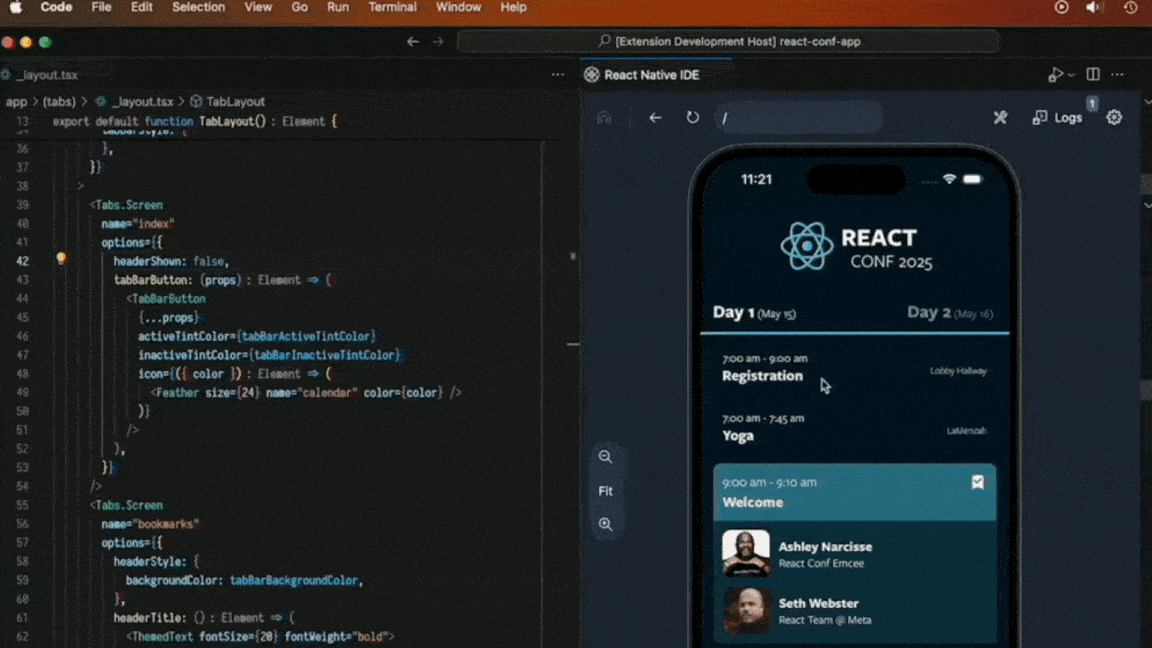 Code File Edit Selection View Go Run Terminal Window Help
[Extension Development Host] react-conf-app
_layout.tsx
app > (tabs) > _layout.tsx > TabLayout
13 export default function TabLayout() : Element {
tabBarStyle: {
36 },
37 }}
38 >
39 <Tabs.Screen
40 name="index"
41 options={{
42 headerShown: false,
43 tabBarButton: (props) : Element => (
44 <TabBarButton
45 {...props}
46 activeTintColor={tabBarActiveTintColor}
47 inactiveTintColor={tabBarInactiveTintColor}
48 icon={({ color }) : Element => (
49 <Feather size={24} name="calendar" color={color} />
50 )}
51 />
52 ),
53 }}
54 />
55 <Tabs.Screen
56 name="bookmarks"
57 options={{
58 headerStyle: {
59 backgroundColor: tabBarBackgroundColor,
60 },
61 headerTitle: () : Element => (
62 <ThemedText fontSize={20} fontWeight="bold">
React Native IDE
/
Logs
1
11:21
REACT
CONF 2025
Day 1 (May 15)
Day 2 (May 16)
7:00 am - 9:00 am
Registration
Lobby Hallway
7:00 am - 7:45 am
Yoga
LaMenzah
9:00 am - 9:10 am
Welcome
Ashley Narcisse
React Conf Emcee
Seth Webster
React Team @ Meta
Fit